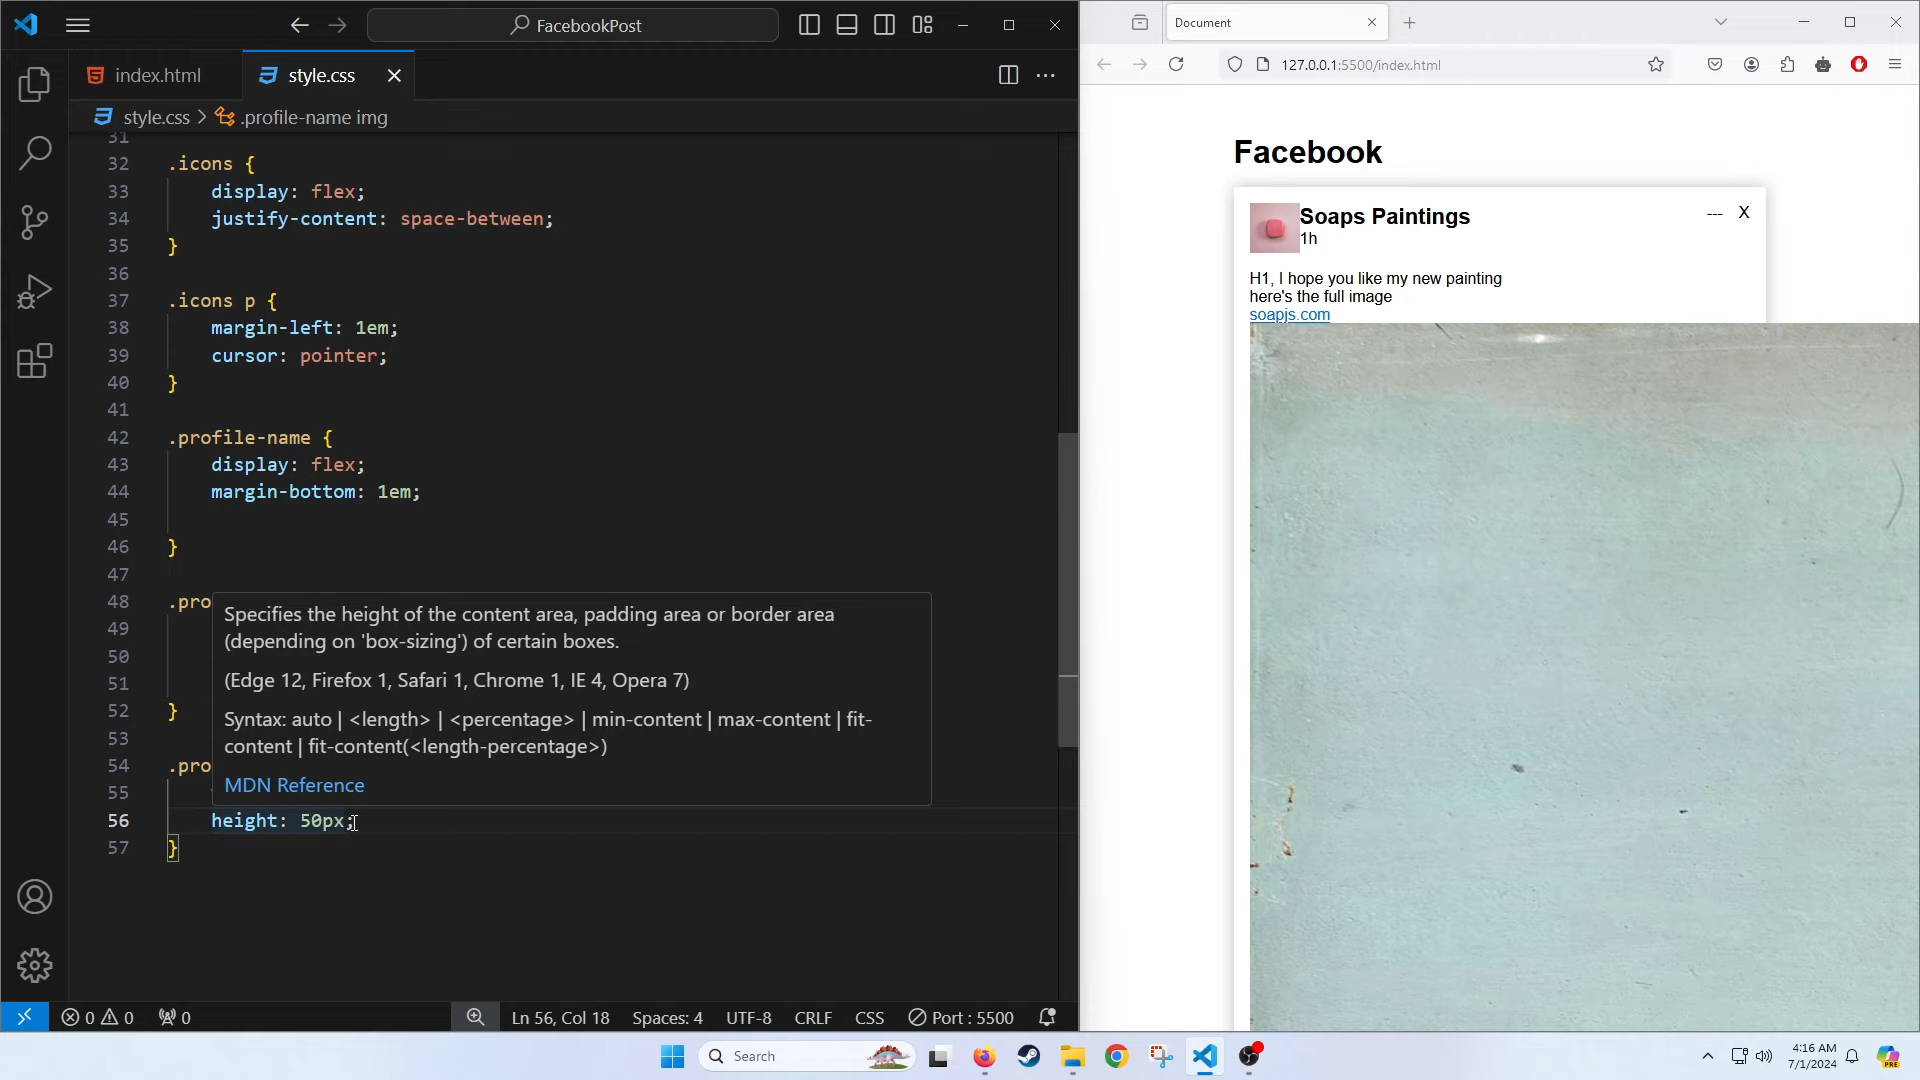 FacebookPost
index.html
style.css
style.css > .profile-name img
31
32 .icons {
33 display: flex;
34 justify-content: space-between;
35 }
36
37 .icons p {
38 margin-left: 1em;
39 cursor: pointer;
40 }
41
42 .profile-name {
43 display: flex;
44 margin-bottom: 1em;
45
46 }
47
48 .pro
49
50
51
52 }
53
54 .pro
55
56 height: 50px;
57 }
Specifies the height of the content area, padding area or border area
(depending on 'box-sizing') of certain boxes.
(Edge 12, Firefox 1, Safari 1, Chrome 1, IE 4, Opera 7)
Syntax: auto | <length> | <percentage> | min-content | max-content | fit-
content | fit-content(<length-percentage>)
MDN Reference
0 0 0
Ln 56, Col 18 Spaces: 4 UTF-8 CRLF CSS Port : 5500
Document
127.0.0.1:5500/index.html
Facebook
Soaps Paintings
1h
--- X
H1, I hope you like my new painting
here's the full image
soapjs.com
Search
4:16 AM
7/1/2024
PRE